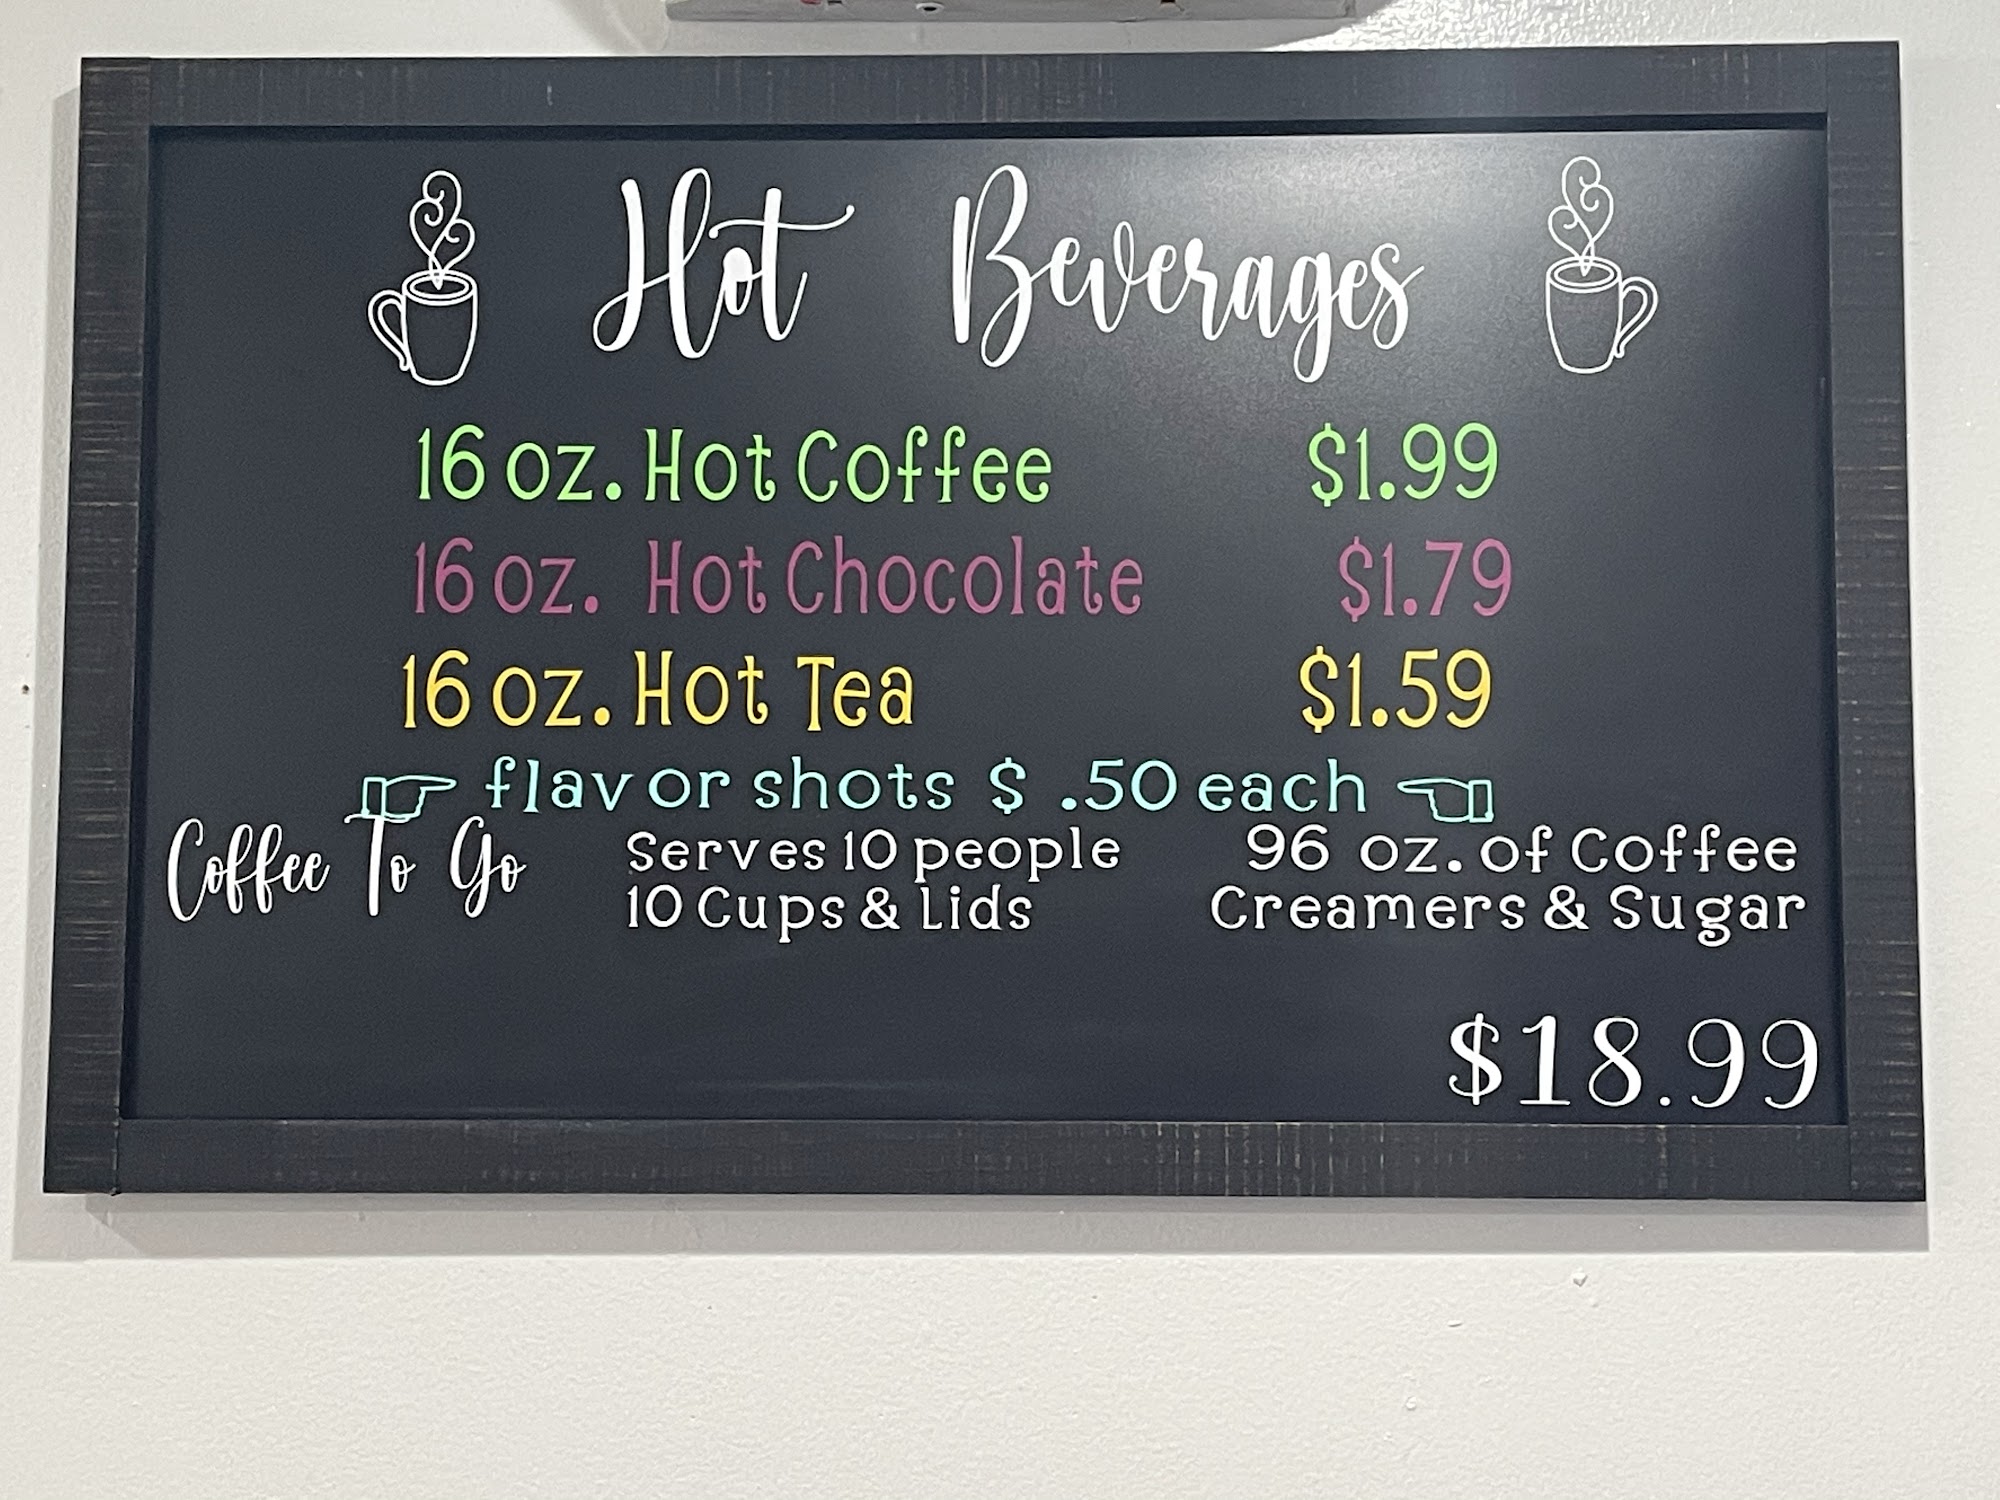 Hot Beverages
16 oz. Hot Coffee $1.99
16 oz. Hot Chocolate $1.79
16 oz. Hot Tea $1.59
flavor shots $ .50 each
Coffee To Go
Serves 10 people
10 Cups & Lids
96 oz. of Coffee
Creamers & Sugar
$18.99